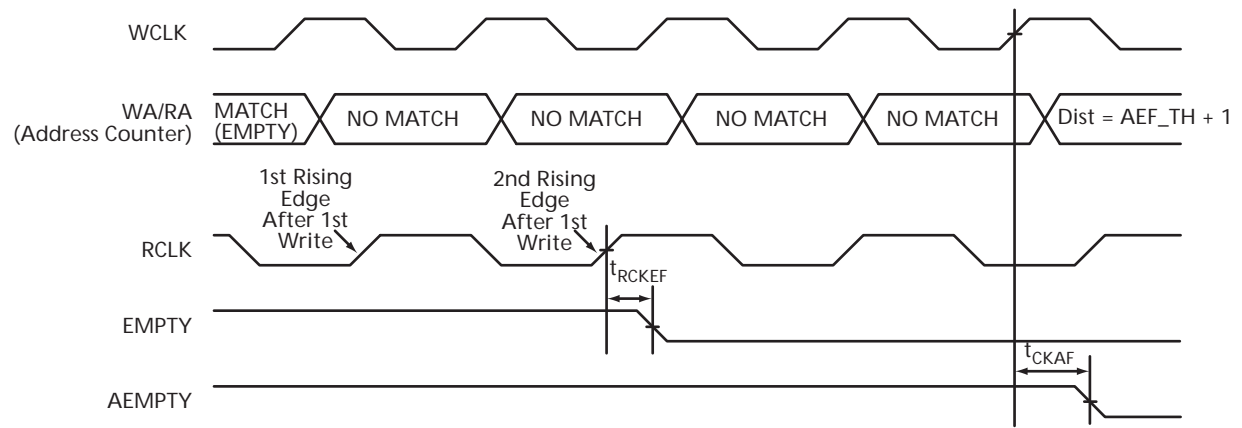 WCLK
WA/RA
(Address Counter)
MATCH
(EMPTY)
NO MATCH
NO MATCH
NO MATCH
NO MATCH
Dist = AEF_TH + 1
1st Rising
Edge
After 1st
Write
2nd Rising
Edge
After 1st
Write
RCLK
tRCKEF
EMPTY
tCKAF
AEMPTY